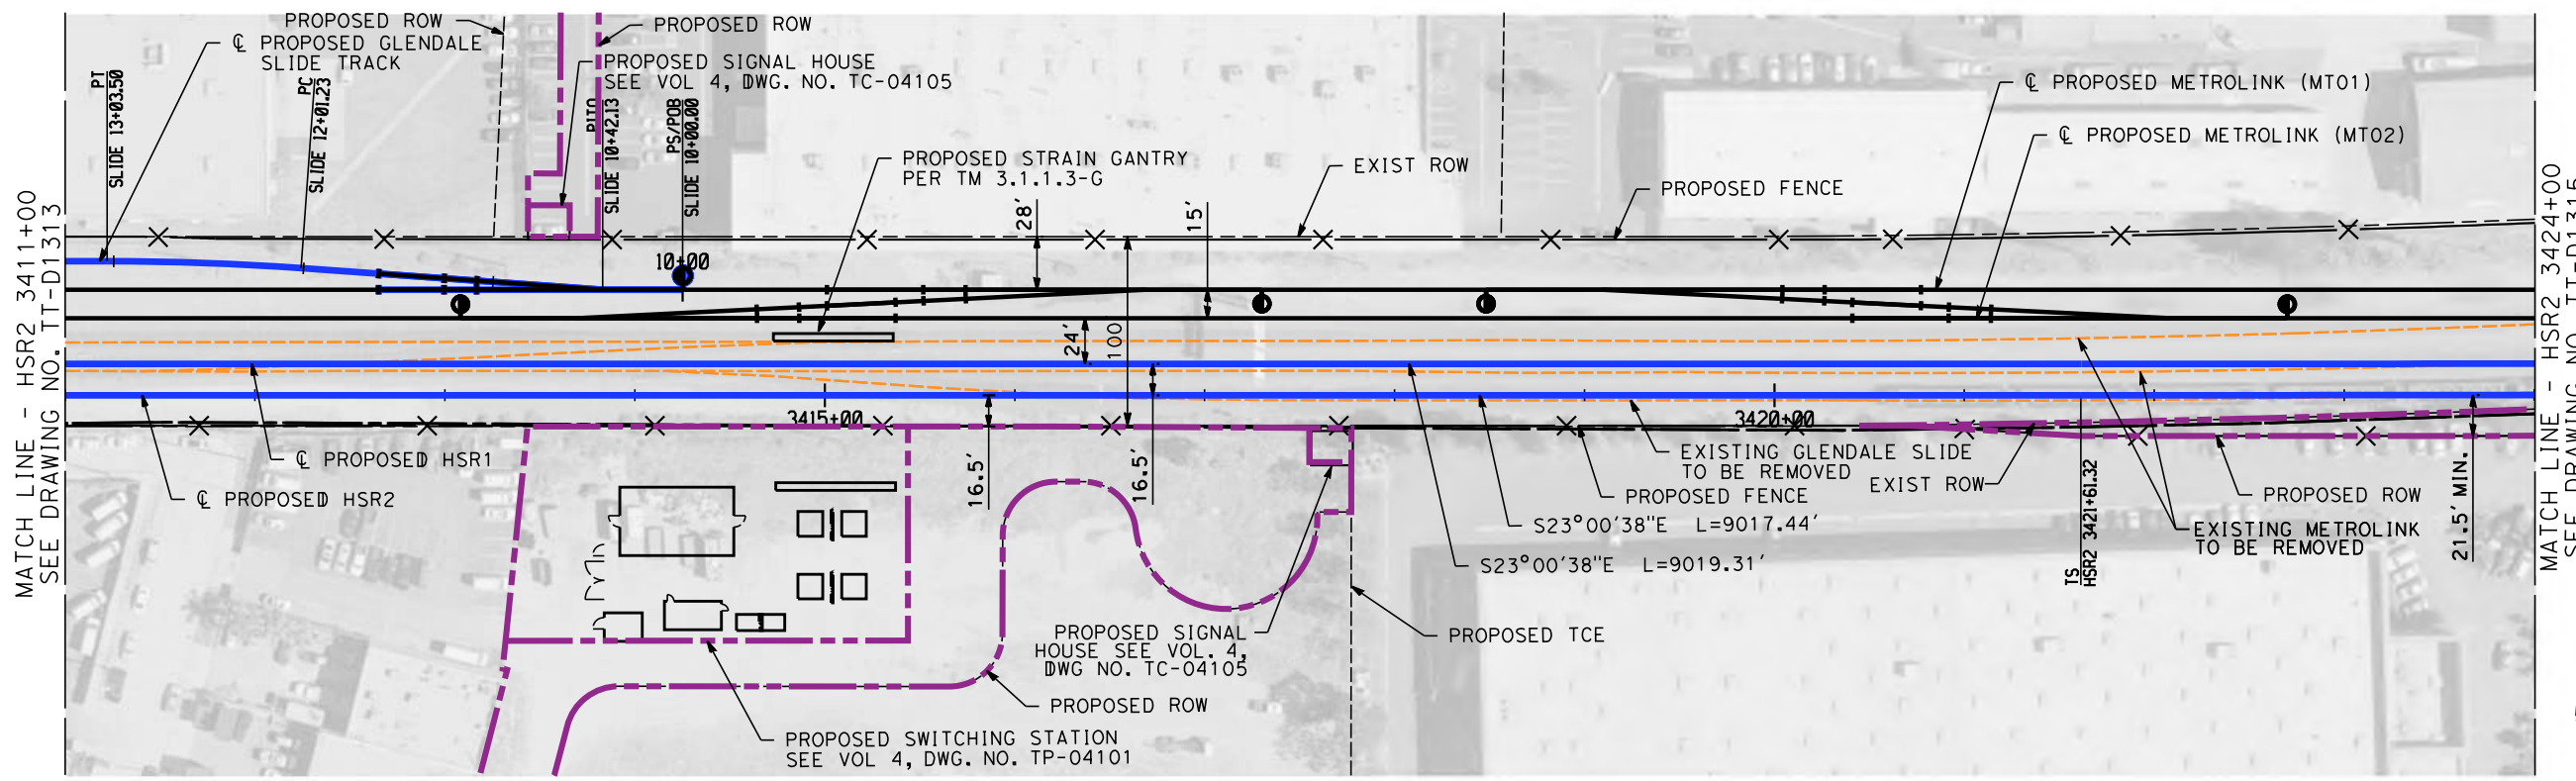 PROPOSED ROW
℄ PROPOSED GLENDALE
SLIDE TRACK
PT
SLIDE 13+03.50
PC
SLIDE 12+01.23
PROPOSED ROW
PROPOSED SIGNAL HOUSE
SEE VOL 4, DWG. NO. TC-04105
PITO
SLIDE 10+42.13
PS/POB
SLIDE 10+00.00
10+00
PROPOSED STRAIN GANTRY
PER TM 3.1.1.3-G
28'
15'
EXIST ROW
PROPOSED FENCE
℄ PROPOSED METROLINK (MT01)
℄ PROPOSED METROLINK (MT02)
MATCH LINE - HSR2 3411+00
SEE DRAWING NO. TT-D1313
MATCH LINE - HSR2 3424+00
SEE DRAWING NO. TT-D1315
24'
100
3415+00
3420+00
℄ PROPOSED HSR1
℄ PROPOSED HSR2
16.5'
16.5'
EXISTING GLENDALE SLIDE
TO BE REMOVED
EXIST ROW
PROPOSED FENCE
S23°00'38"E L=9017.44'
S23°00'38"E L=9019.31'
TS
HSR2 3421+61.32
PROPOSED ROW
EXISTING METROLINK
TO BE REMOVED
21.5' MIN.
PROPOSED SIGNAL
HOUSE SEE VOL. 4,
DWG NO. TC-04105
PROPOSED TCE
PROPOSED ROW
PROPOSED SWITCHING STATION
SEE VOL 4, DWG. NO. TP-04101